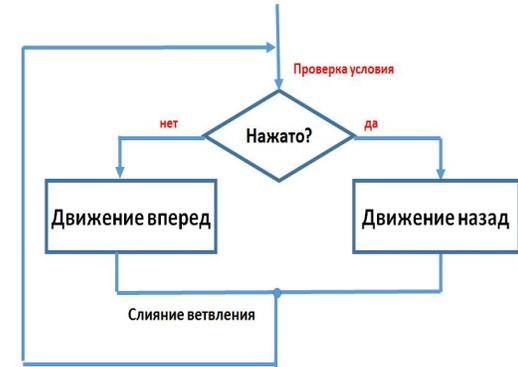 Проверка условия
нет
Нажато?
да
Движение вперед
Движение назад
Слияние ветвления